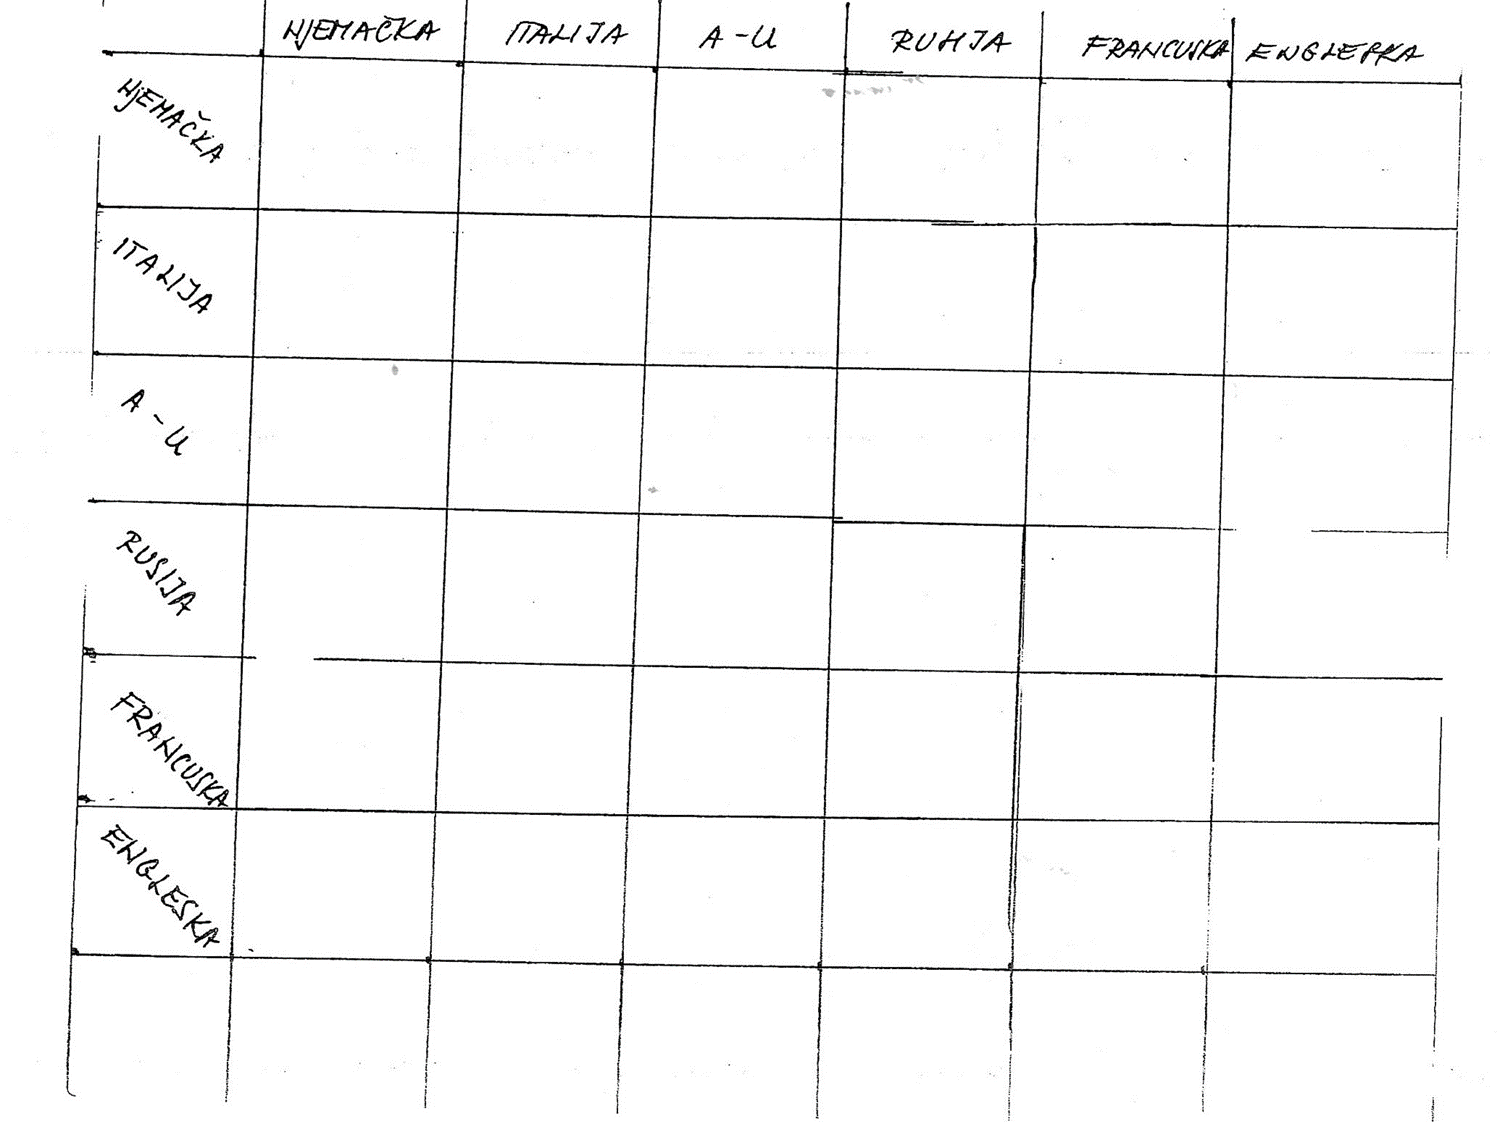 NJEMAČKA ITALIJA A-U RUSIJA FRANCUSKA ENGLESKA
NJEMAČKA
ITALIJA
A-U
RUSIJA
FRANCUSKA
ENGLESKA